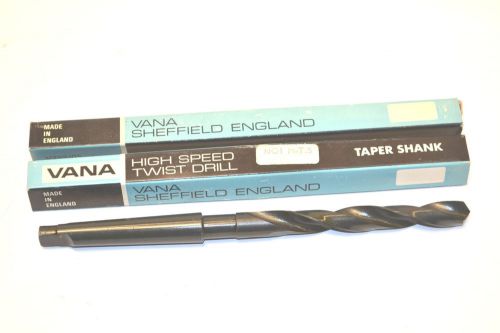 MADE
IN
ENGLAND
VANA
SHEFFIELD ENGLAND
VANA
HIGH SPEED
TWIST DRILL
TAPER SHANK
MADE
IN
ENGLAND
VANA
SHEFFIELD ENGLAND